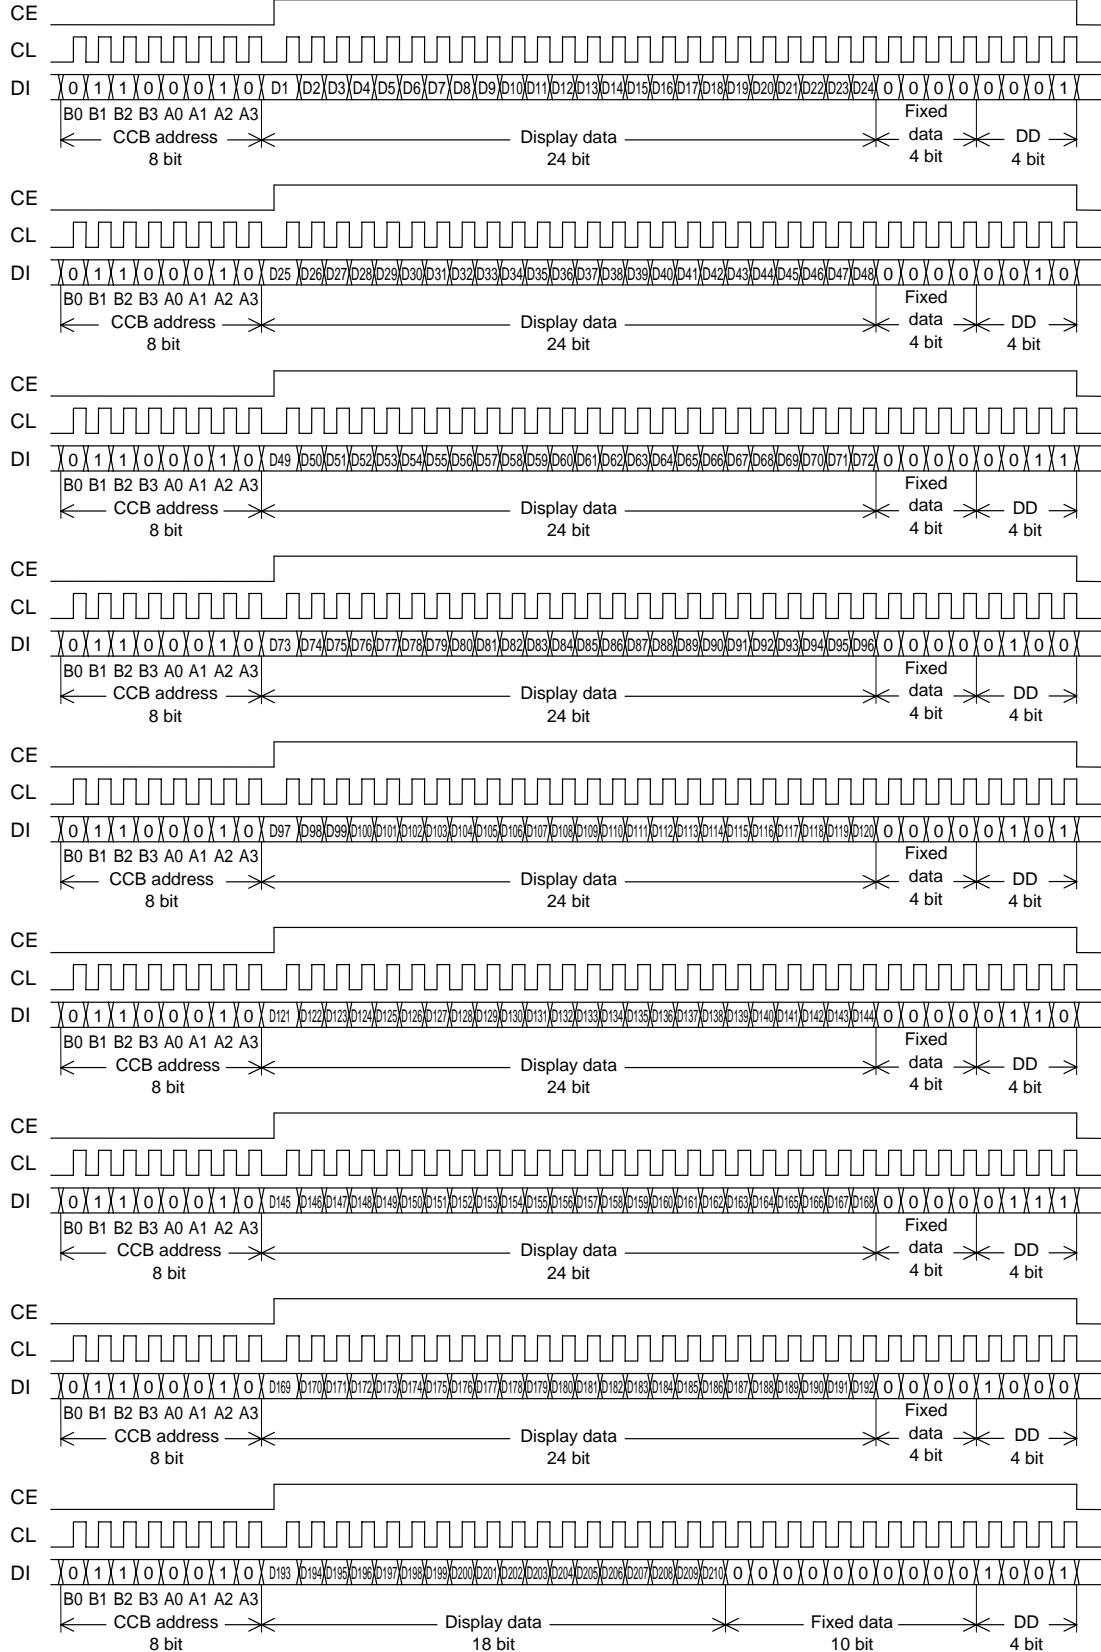 CE
CL
DI 0 1 1 0 0 0 1 0 D1 D2 D3 D4 D5 D6 D7 D8 D9 D10 D11 D12 D13 D14 D15 D16 D17 D18 D19 D20 D21 D22 D23 D24 0 0 0 0 0 0 0 1
B0 B1 B2 B3 A0 A1 A2 A3 Fixed
CCB address Display data data DD
8 bit 24 bit 4 bit 4 bit
CE
CL
DI 0 1 1 0 0 0 1 0 D25 D26 D27 D28 D29 D30 D31 D32 D33 D34 D35 D36 D37 D38 D39 D40 D41 D42 D43 D44 D45 D46 D47 D48 0 0 0 0 0 0 1 0
B0 B1 B2 B3 A0 A1 A2 A3 Fixed
CCB address Display data data DD
8 bit 24 bit 4 bit 4 bit
CE
CL
DI 0 1 1 0 0 0 1 0 D49 D50 D51 D52 D53 D54 D55 D56 D57 D58 D59 D60 D61 D62 D63 D64 D65 D66 D67 D68 D69 D70 D71 D72 0 0 0 0 0 0 1 1
B0 B1 B2 B3 A0 A1 A2 A3 Fixed
CCB address Display data data DD
8 bit 24 bit 4 bit 4 bit
CE
CL
DI 0 1 1 0 0 0 1 0 D73 D74 D75 D76 D77 D78 D79 D80 D81 D82 D83 D84 D85 D86 D87 D88 D89 D90 D91 D92 D93 D94 D95 D96 0 0 0 0 0 1 0 0
B0 B1 B2 B3 A0 A1 A2 A3 Fixed
CCB address Display data data DD
8 bit 24 bit 4 bit 4 bit
CE
CL
DI 0 1 1 0 0 0 1 0 D97 D98 D99 D100 D101 D102 D103 D104 D105 D106 D107 D108 D109 D110 D111 D112 D113 D114 D115 D116 D117 D118 D119 D120 0 0 0 0 0 1 0 1
B0 B1 B2 B3 A0 A1 A2 A3 Fixed
CCB address Display data data DD
8 bit 24 bit 4 bit 4 bit
CE
CL
DI 0 1 1 0 0 0 1 0 D121 D122 D123 D124 D125 D126 D127 D128 D129 D130 D131 D132 D133 D134 D135 D136 D137 D138 D139 D140 D141 D142 D143 D144 0 0 0 0 0 1 1 0
B0 B1 B2 B3 A0 A1 A2 A3 Fixed
CCB address Display data data DD
8 bit 24 bit 4 bit 4 bit
CE
CL
DI 0 1 1 0 0 0 1 0 D145 D146 D147 D148 D149 D150 D151 D152 D153 D154 D155 D156 D157 D158 D159 D160 D161 D162 D163 D164 D165 D166 D167 D168 0 0 0 0 0 1 1 1
B0 B1 B2 B3 A0 A1 A2 A3 Fixed
CCB address Display data data DD
8 bit 24 bit 4 bit 4 bit
CE
CL
DI 0 1 1 0 0 0 1 0 D169 D170 D171 D172 D173 D174 D175 D176 D177 D178 D179 D180 D181 D182 D183 D184 D185 D186 D187 D188 D189 D190 D191 D192 0 0 0 0 1 0 0 0
B0 B1 B2 B3 A0 A1 A2 A3 Fixed
CCB address Display data data DD
8 bit 24 bit 4 bit 4 bit
CE
CL
DI 0 1 1 0 0 0 1 0 D193 D194 D195 D196 D197 D198 D199 D200 D201 D202 D203 D204 D205 D206 D207 D208 D209 D210 0 0 0 0 0 0 0 0 0 0 1 0 0 1
B0 B1 B2 B3 A0 A1 A2 A3
CCB address Display data Fixed data DD
8 bit 18 bit 10 bit 4 bit